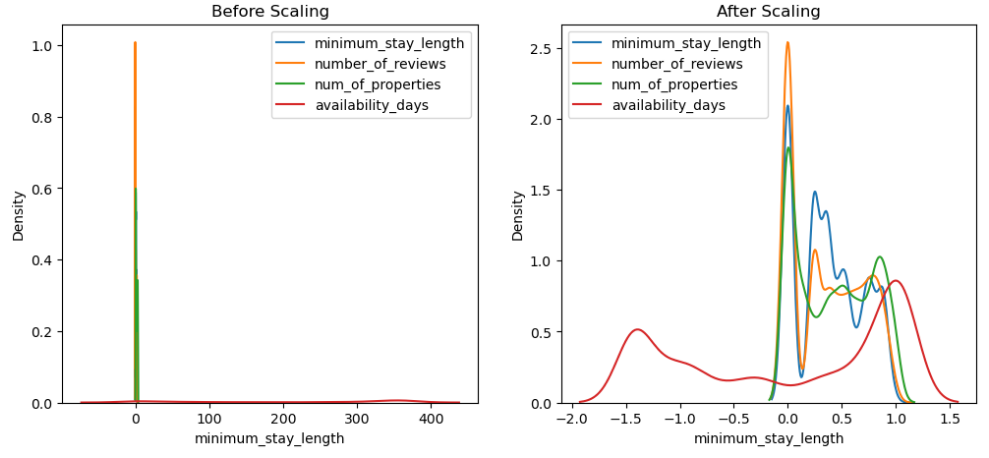 Before Scaling
Density
1.0
0.8
0.6
0.4
0.2
0.0
minimum_stay_length
number_of_reviews
num_of_properties
availability_days
0
100
200
300
400
minimum_stay_length
After Scaling
Density
2.5
2.0
1.5
1.0
0.5
0.0
minimum_stay_length
number_of_reviews
num_of_properties
availability_days
−2.0
−1.5
−1.0
−0.5
0.0
0.5
1.0
1.5
minimum_stay_length